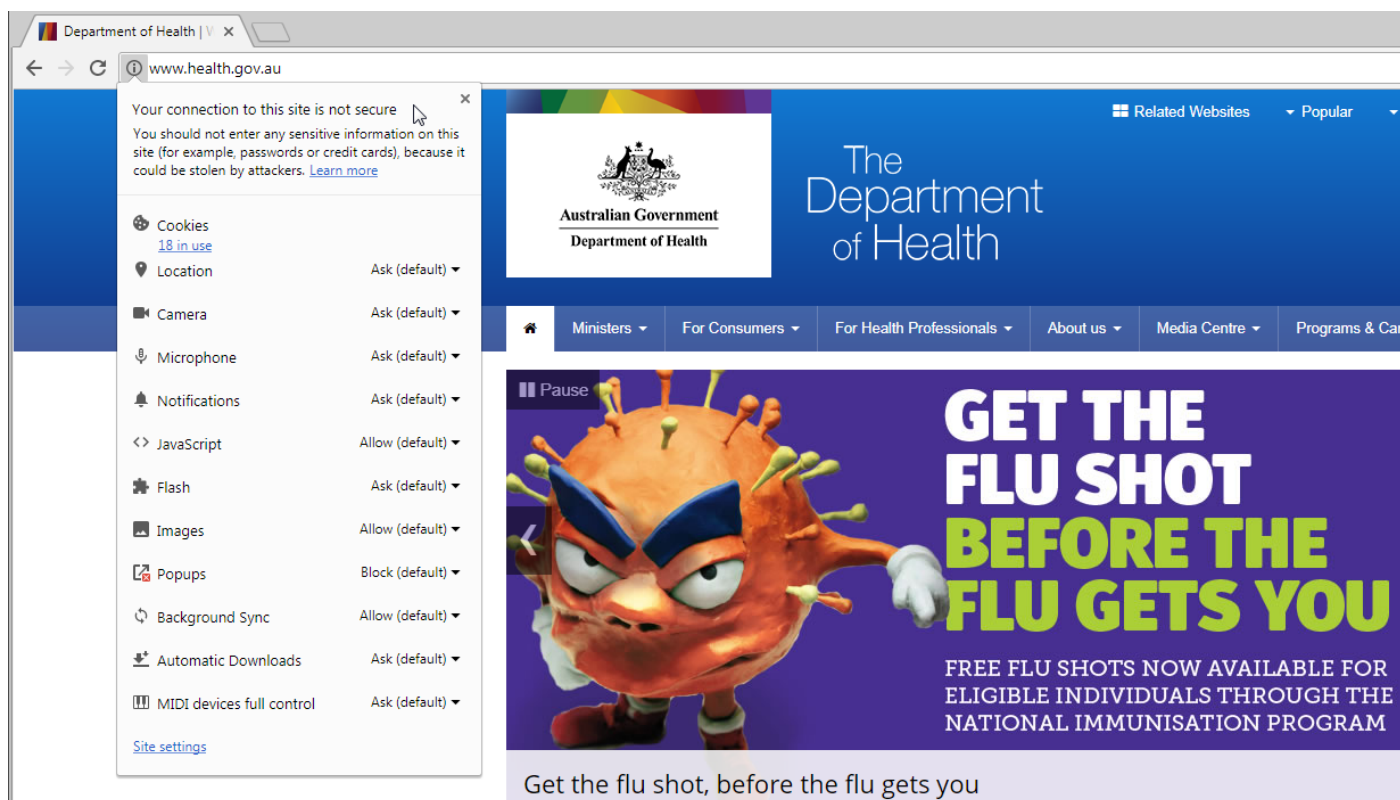 Department of Health | W
www.health.gov.au
Your connection to this site is not secure
You should not enter any sensitive information on this
site (for example, passwords or credit cards), because it
could be stolen by attackers. Learn more
Cookies
18 in use
Location Ask (default)
Camera Ask (default)
Microphone Ask (default)
Notifications Ask (default)
JavaScript Allow (default)
Flash Ask (default)
Images Allow (default)
Popups Block (default)
Background Sync Allow (default)
Automatic Downloads Ask (default)
MIDI devices full control Ask (default)
Site settings
Related Websites Popular
Australian Government
Department of Health
The
Department
of Health
Ministers For Consumers For Health Professionals About us Media Centre Programs & Ca
Pause
GET THE
FLU SHOT
BEFORE THE
FLU GETS YOU
FREE FLU SHOTS NOW AVAILABLE FOR
ELIGIBLE INDIVIDUALS THROUGH THE
NATIONAL IMMUNISATION PROGRAM
Get the flu shot, before the flu gets you